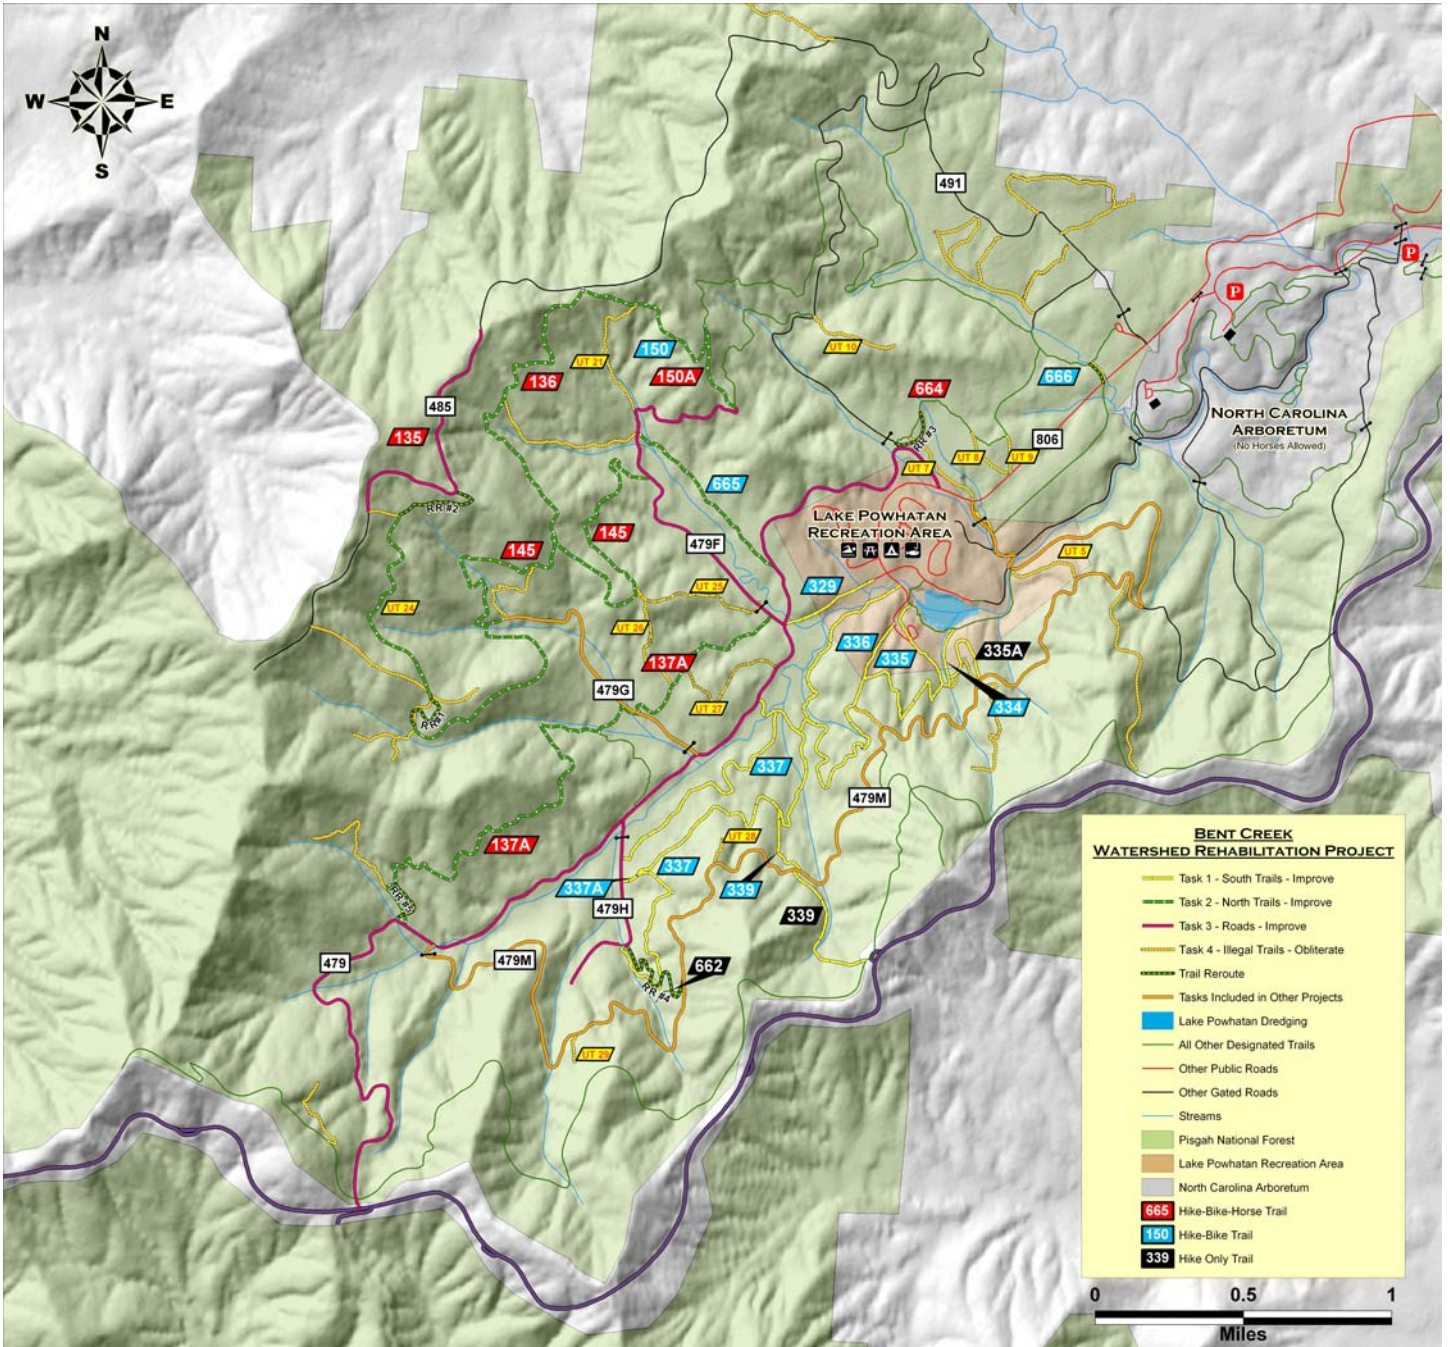 N
W
E
S
491
P
P
UT 10
150
UT 21
136
150A
664
666
485
135
NORTH CAROLINA
ARBORETUM
(No Horses Allowed)
RR #3
806
UT 8
UT 9
UT 7
665
RR #2
LAKE POWHATAN
RECREATION AREA
145
145
479F
UT 5
UT 25
329
UT 24
UT 26
336
335
335A
137A
479G
334
UT 27
RR#1
337
479M
137A
UT 28
337
337A
339
RR #5
479H
339
479
479M
662
RR #4
UT 29
BENT CREEK
WATERSHED REHABILITATION PROJECT
Task 1 - South Trails - Improve
Task 2 - North Trails - Improve
Task 3 - Roads - Improve
Task 4 - Illegal Trails - Obliterate
Trail Reroute
Tasks Included in Other Projects
Lake Powhatan Dredging
All Other Designated Trails
Other Public Roads
Other Gated Roads
Streams
Pisgah National Forest
Lake Powhatan Recreation Area
North Carolina Arboretum
665 Hike-Bike-Horse Trail
150 Hike-Bike Trail
339 Hike Only Trail
0 0.5 1
Miles